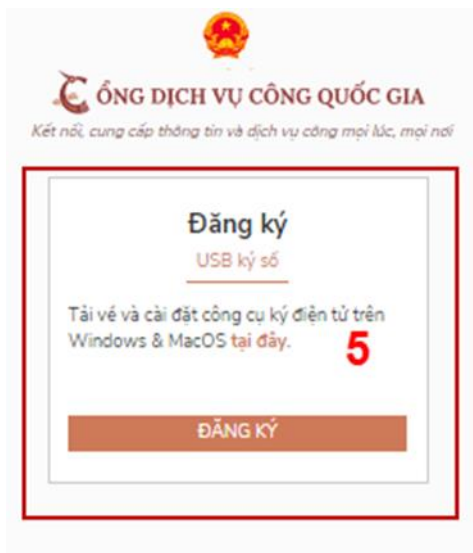 CỔNG DỊCH VỤ CÔNG QUỐC GIA
Kết nối, cung cấp thông tin và dịch vụ công mọi lúc, mọi nơi
Đăng ký
USB ký số
Tải về và cài đặt công cụ ký điện tử trên
Windows & MacOS tại đây.
5
ĐĂNG KÝ